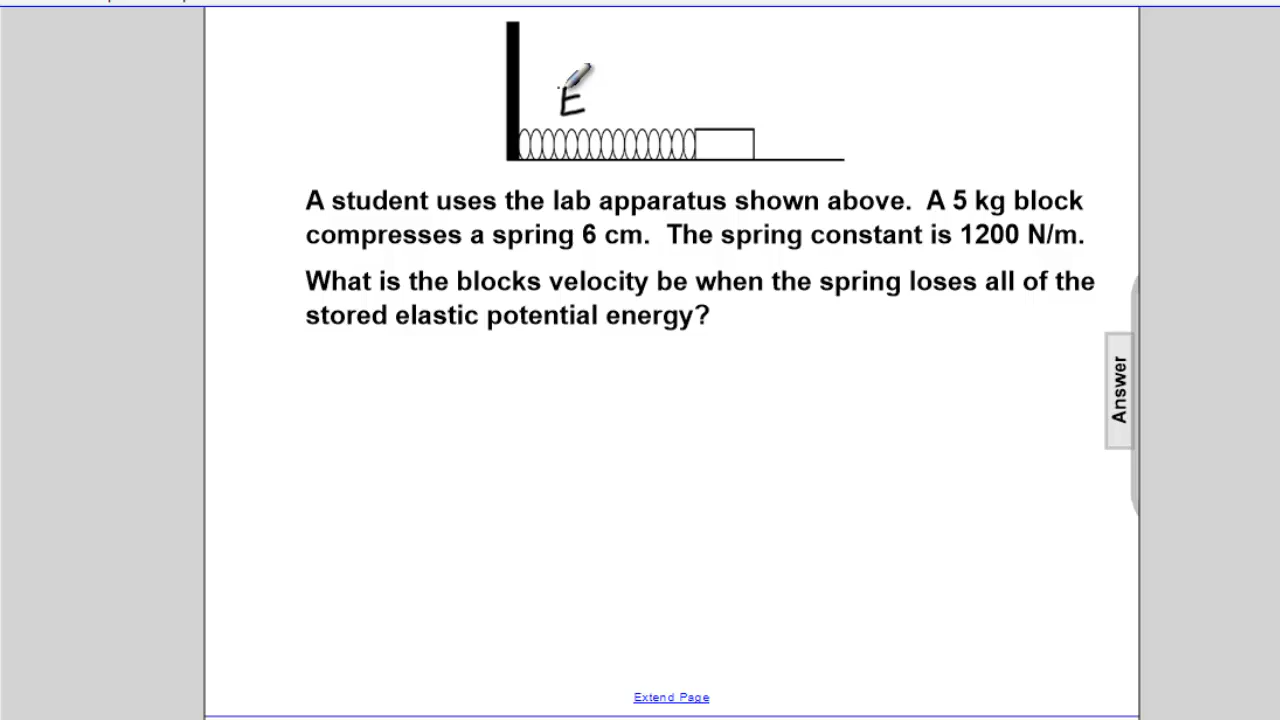 E
A student uses the lab apparatus shown above. A 5 kg block
compresses a spring 6 cm. The spring constant is 1200 N/m.
What is the blocks velocity be when the spring loses all of the
stored elastic potential energy?
Answer
Extend Page